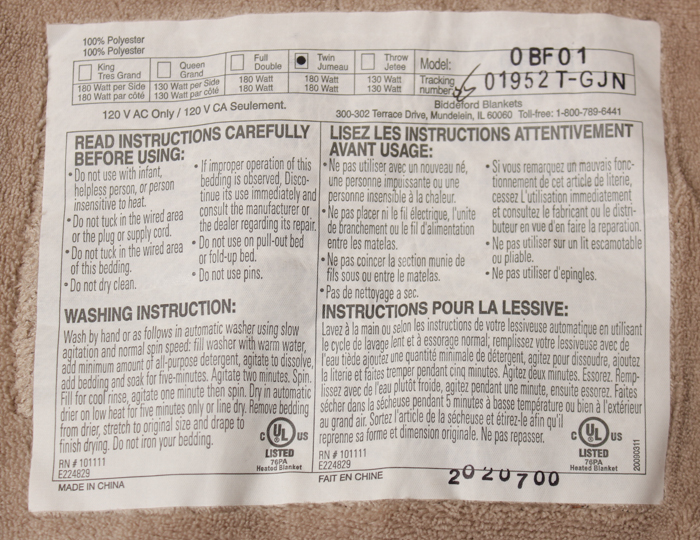 100% Polyester
100% Polyester
King
Tres Grand
Queen
Grand
Full
Double
Twin
Jumeau
Throw
Jetee
Model:
0BF01
180 Watt per Side
180 Watt par côté
130 Watt per Side
130 Watt par côté
180 Watt
180 Watt
180 Watt
180 Watt
130 Watt
130 Watt
Tracking
number:
01952T-GJN
120 V AC Only / 120 V CA Seulement.
Biddeford Blankets
300-302 Terrace Drive, Mundelein, IL 60060 Toll-free: 1-800-789-6441
READ INSTRUCTIONS CAREFULLY
BEFORE USING:
• Do not use with infant,
helpless person, or person
insensitive to heat.
• Do not tuck in the wired area
or the plug or supply cord.
• Do not tuck in the wired area
of this bedding.
• Do not dry clean.
• If improper operation of this
bedding is observed, Disco-
tinue its use immediately and
consult the manufacturer or
the dealer regarding its repair.
• Do not use on pull-out bed
or fold-up bed.
• Do not use pins.
WASHING INSTRUCTION:
Wash by hand or as follows in automatic washer using slow
agitation and normal spin speed: fill washer with warm water,
add minimum amount of all-purpose detergent, agitate to dissolve,
add bedding and soak for five-minutes. Agitate two minutes. Spin.
Fill for cool rinse, agitate one minute then spin. Dry in automatic
drier on low heat for five minutes only or line dry. Remove bedding
from drier, stretch to original size and drape to
finish drying. Do not iron your bedding.
RN # 101111
E224829
C UL US
LISTED
76PA
Heated Blanket
MADE IN CHINA
LISEZ LES INSTRUCTIONS ATTENTIVEMENT
AVANT USAGE:
• Ne pas utiliser avec un nouveau né,
une personne impuissante ou une
personne insensible à la chaleur.
• Ne pas placer ni le fil électrique, l'unite
de branchement ou le fil d'alimentation
entre les matelas.
• Ne pas coincer la section munie de
fils sous ou entre le matelas.
• Pas de nettoyage a sec.
• Si vous remarquez un mauvais fonc-
tionnement de cet article de literie,
cessez L'utilisation immediatement
et consultez le fabricant ou le distri-
buteur en vue d'en faire la reparation.
• Ne pas utiliser sur un lit escamotable
ou pliable.
• Ne pas utiliser d'epingles.
INSTRUCTIONS POUR LA LESSIVE:
Lavez à la main ou selon les instructions de votre lessiveuse automatique en utilisant
le cycle de lavage lent et à essorage normal; remplissez votre lessiveuse avec de
l'eau tiède ajoutez une quantité minimale de détergent, agitez pour dissoudre, ajoutez
la literie et faites temper pendant cinq minutes. Agitez deux minutes. Essorez. Remp-
lissez avec de l'eau plutôt froide, agitez pendant une minute, ensuite essorez. Faites
sécher dans la sécheuse pendant 5 minutes à basse température ou bien à l'extérieur
au grand air. Sortez l'article de la sécheuse et étirez-le afin qu'il
reprenne sa forme et dimension originale. Ne pas repasser.
RN # 101111
E224829
C UL US
LISTED
76PA
Heated Blanket
20090311
FAIT EN CHINE
2020700